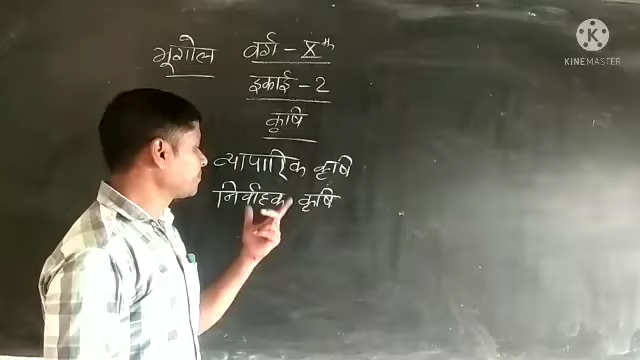 भूगोल वर्ग - Xth
इकाई - 2
कृषि
व्यापारिक कृषि
निर्वाहक कृषि
KINEMASTER